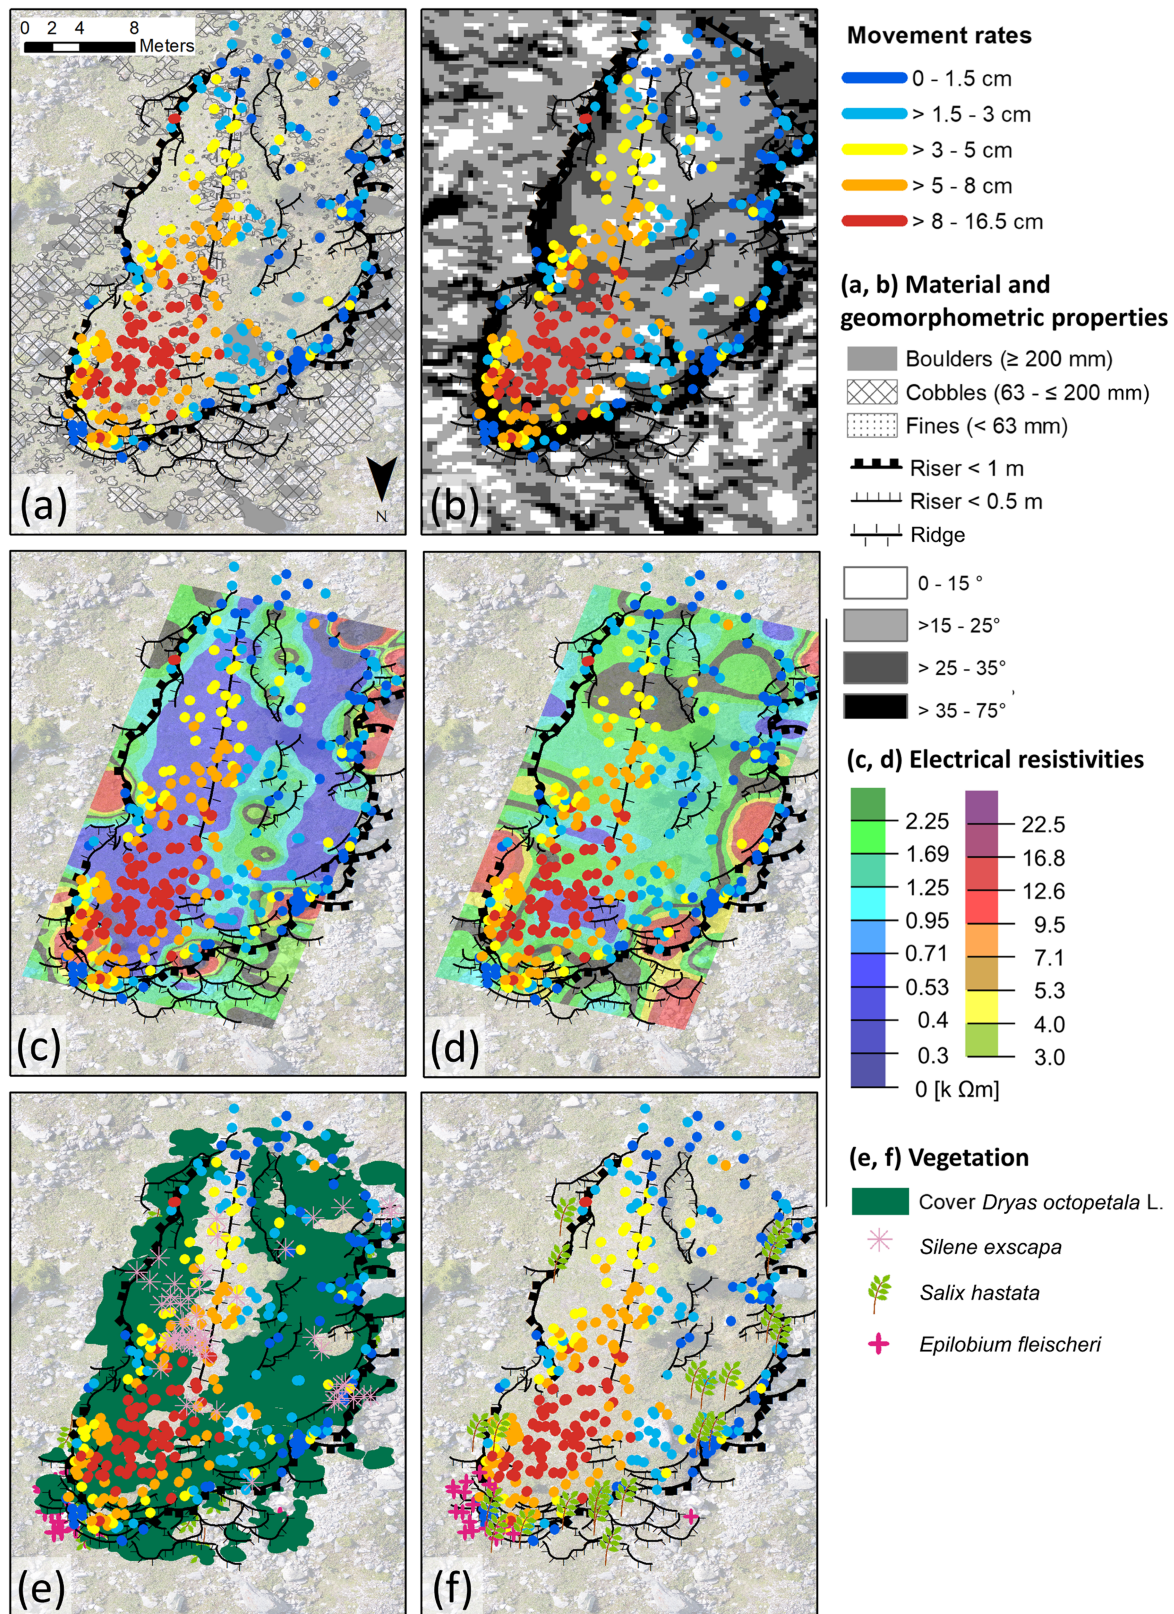 0 2 4 8
Meters
(a)
N
(b)
(c)
(d)
(e)
(f)
Movement rates
0 - 1.5 cm
> 1.5 - 3 cm
> 3 - 5 cm
> 5 - 8 cm
> 8 - 16.5 cm
(a, b) Material and
geomorphometric properties
Boulders (≥ 200 mm)
Cobbles (63 - ≤ 200 mm)
Fines (< 63 mm)
Riser < 1 m
Riser < 0.5 m
Ridge
0 - 15 °
>15 - 25°
> 25 - 35°
> 35 - 75°
(c, d) Electrical resistivities
2.25
1.69
1.25
0.95
0.71
0.53
0.4
0.3
0 [k Ωm]
22.5
16.8
12.6
9.5
7.1
5.3
4.0
3.0
(e, f) Vegetation
Cover Dryas octopetala L.
Silene exscapa
Salix hastata
Epilobium fleischeri